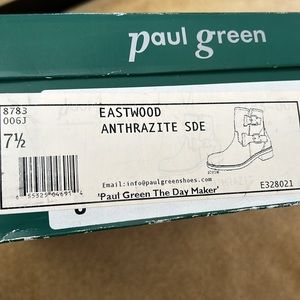 paul green
8783
006J
7½
EASTWOOD
ANTHRAZITE SDE
Email:info@paulgreenshoes.com
'Paul Green The Day Maker'
E328021